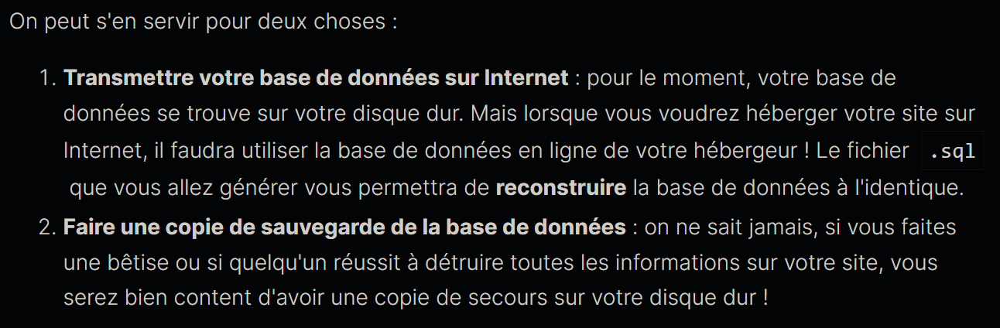 On peut s'en servir pour deux choses :
1. Transmettre votre base de données sur Internet : pour le moment, votre base de
données se trouve sur votre disque dur. Mais lorsque vous voudrez héberger votre site sur
Internet, il faudra utiliser la base de données en ligne de votre hébergeur ! Le fichier .sql
que vous allez générer vous permettra de reconstruire la base de données à l'identique.
2. Faire une copie de sauvegarde de la base de données : on ne sait jamais, si vous faites
une bêtise ou si quelqu'un réussit à détruire toutes les informations sur votre site, vous
serez bien content d'avoir une copie de secours sur votre disque dur !